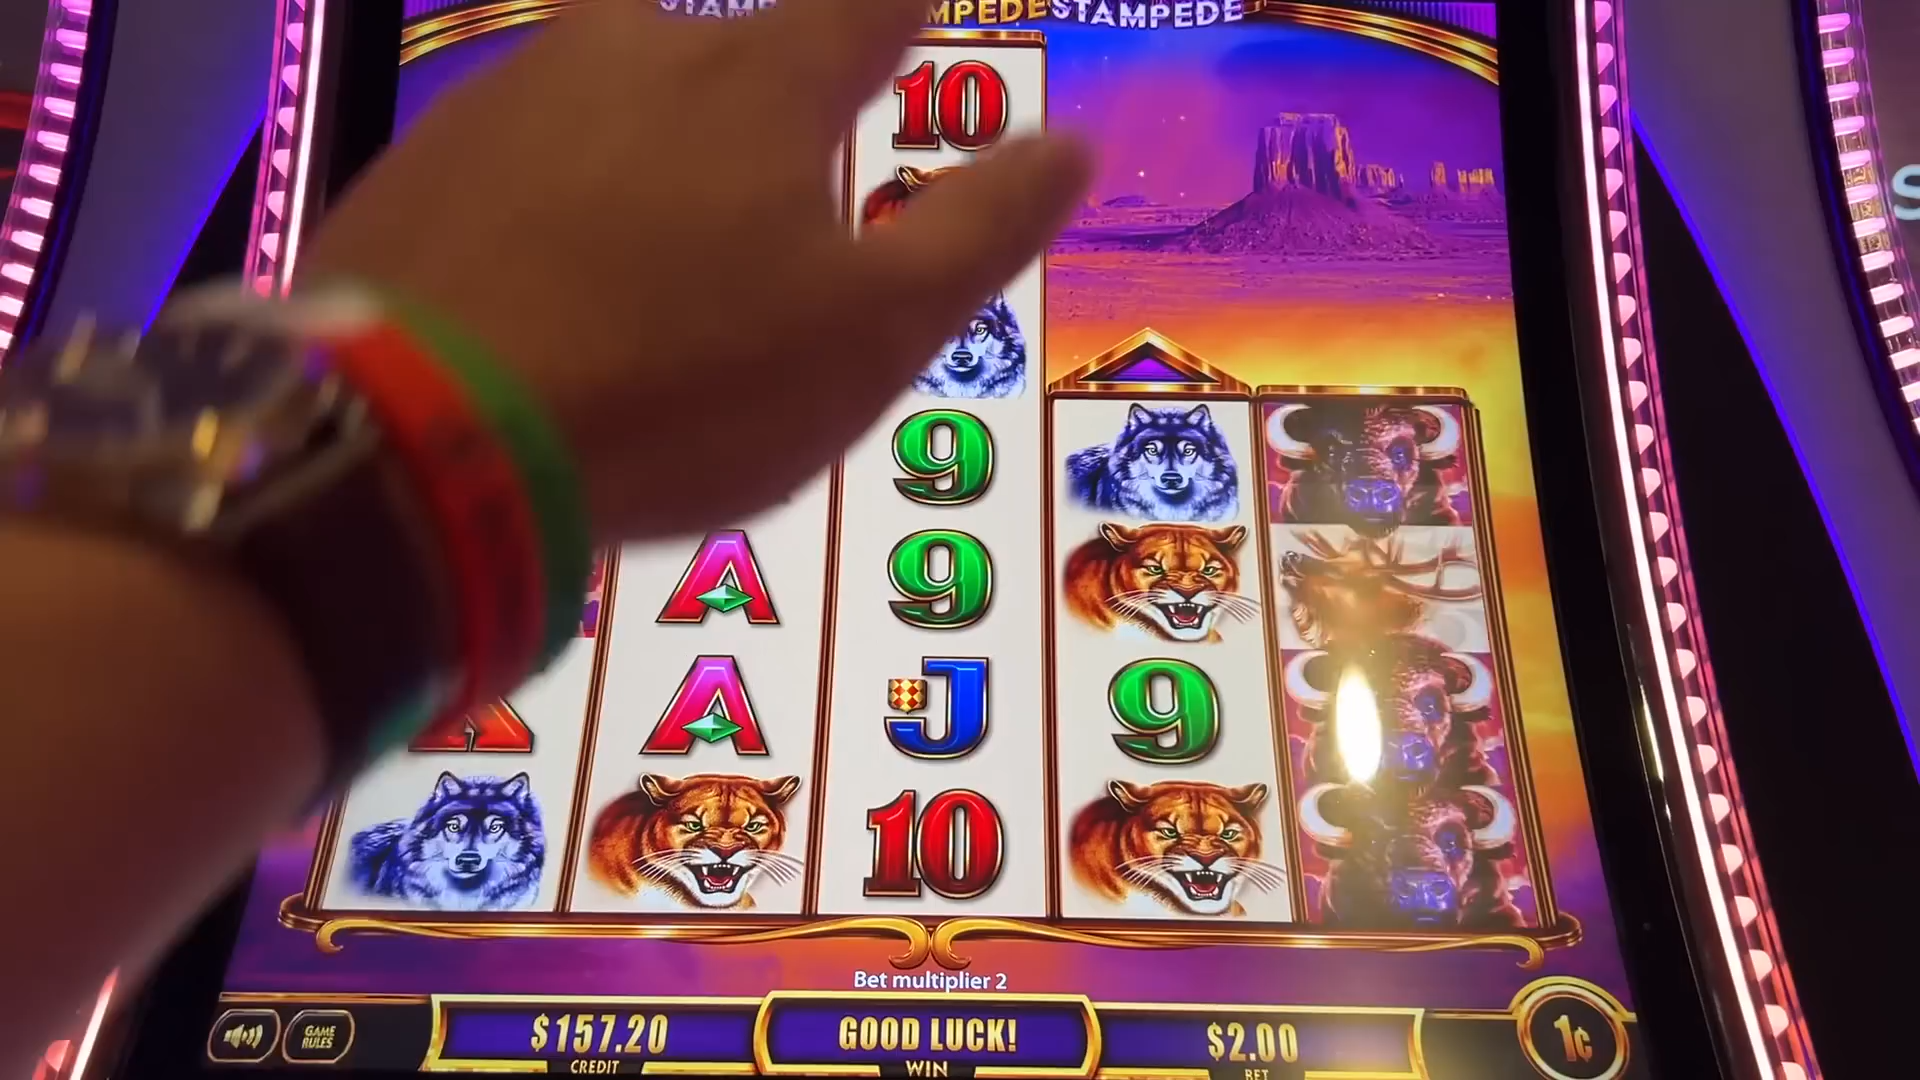 STAMPEDE
10
9
A 9
A J 9
10
Bet multiplier 2
GAME RULES
$157.20 GOOD LUCK! $2.00 1¢
CREDIT WIN BET